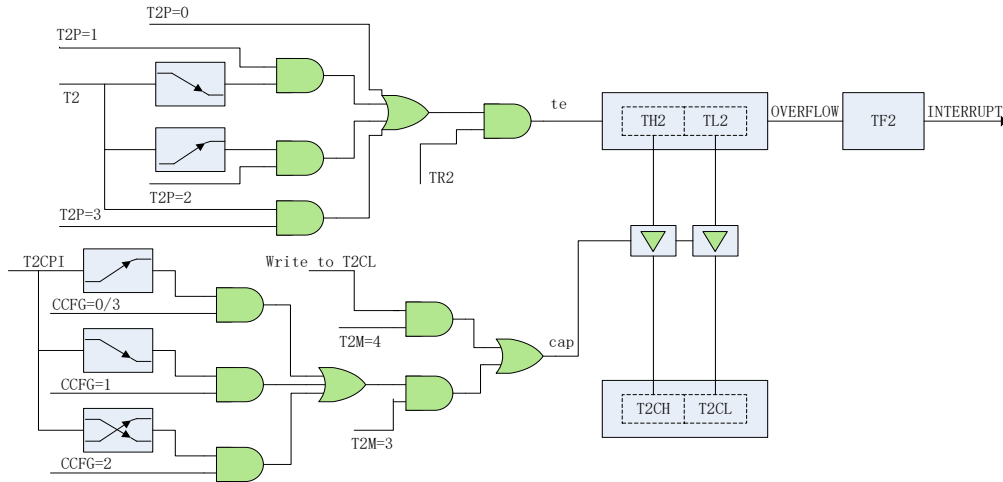 T2P=0
T2P=1
T2
T2P=2
T2P=3
TR2
te
TH2 TL2
OVERFLOW
TF2
INTERRUPT
T2CPI
CCFG=0/3
CCFG=1
CCFG=2
Write to T2CL
T2M=4
T2M=3
cap
T2CH T2CL